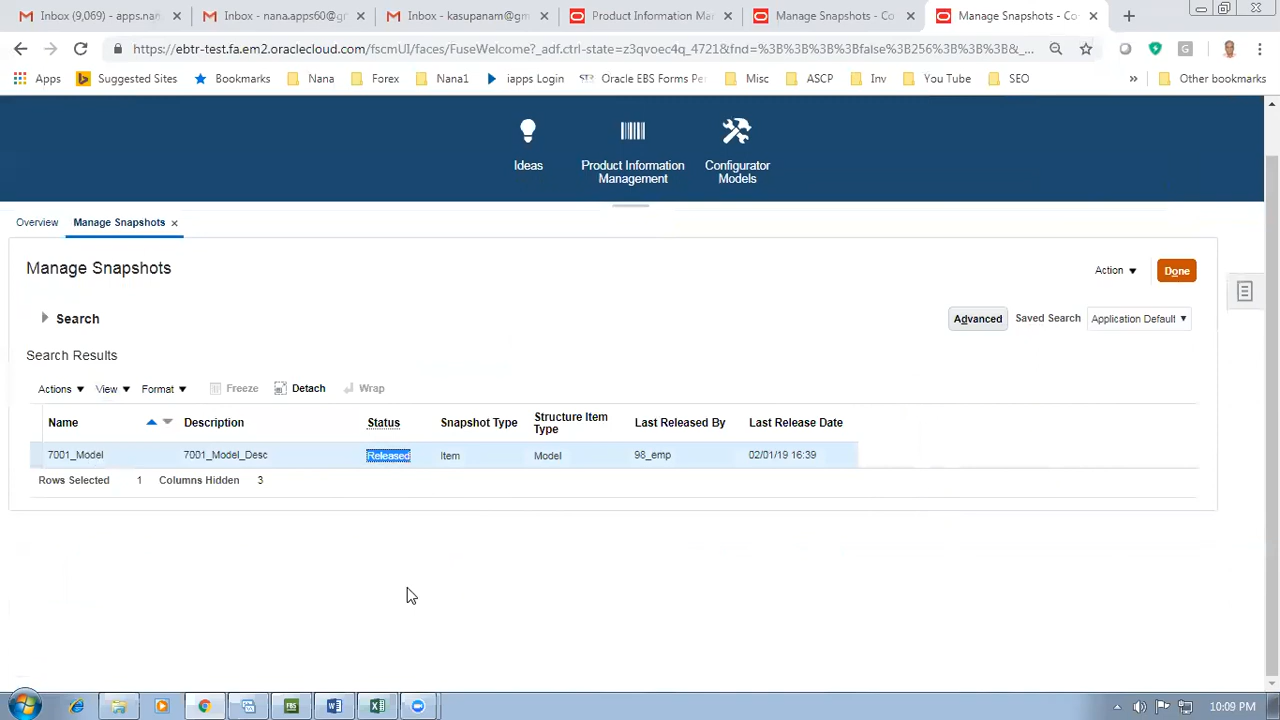 Inbox (9,069) - apps.nan
Inbox - nana.apps00@gr
Inbox - kasupanam@gm
Product Information Ma
Manage Snapshots - Co
Manage Snapshots - Co
https://ebtr-test.fa.em2.oraclecloud.com/fscmUI/faces/FuseWelcome?_adf.ctrl-state=z3qvoec4q_4721&fnd=%3B%3B%3B%3Bfalse%3B256%3B%3B%3B&_...
Apps
Suggested Sites
Bookmarks
Nana
Forex
Nana1
iapps Login
Oracle EBS Forms Per
Misc
ASCP
Inv
You Tube
SEO
»
Other bookmarks
Ideas
Product Information
Management
Configurator
Models
Overview
Manage Snapshots
Manage Snapshots
Action
Done
Search
Advanced
Saved Search
Application Default
Search Results
Actions
View
Format
Freeze
Detach
Wrap
Name
Description
Status
Snapshot Type
Structure Item
Type
Last Released By
Last Release Date
7001_Model
7001_Model_Desc
Released
Item
Model
98_emp
02/01/19 16:39
Rows Selected 1
Columns Hidden 3
10:09 PM